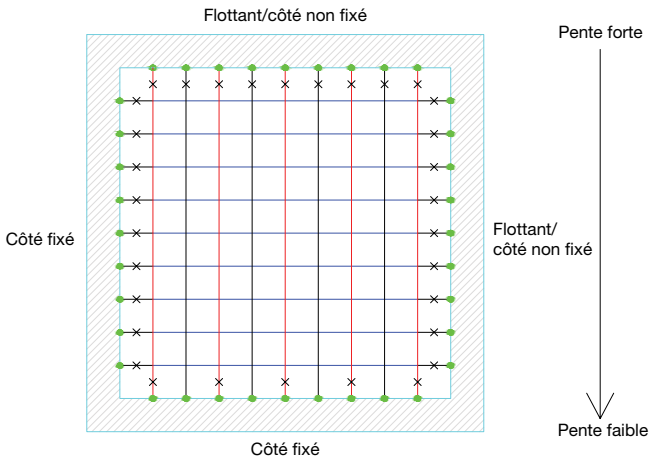 Flottant/côté non fixé
Pente forte
Côté fixé
Flottant/
côté non fixé
Pente faible
Côté fixé